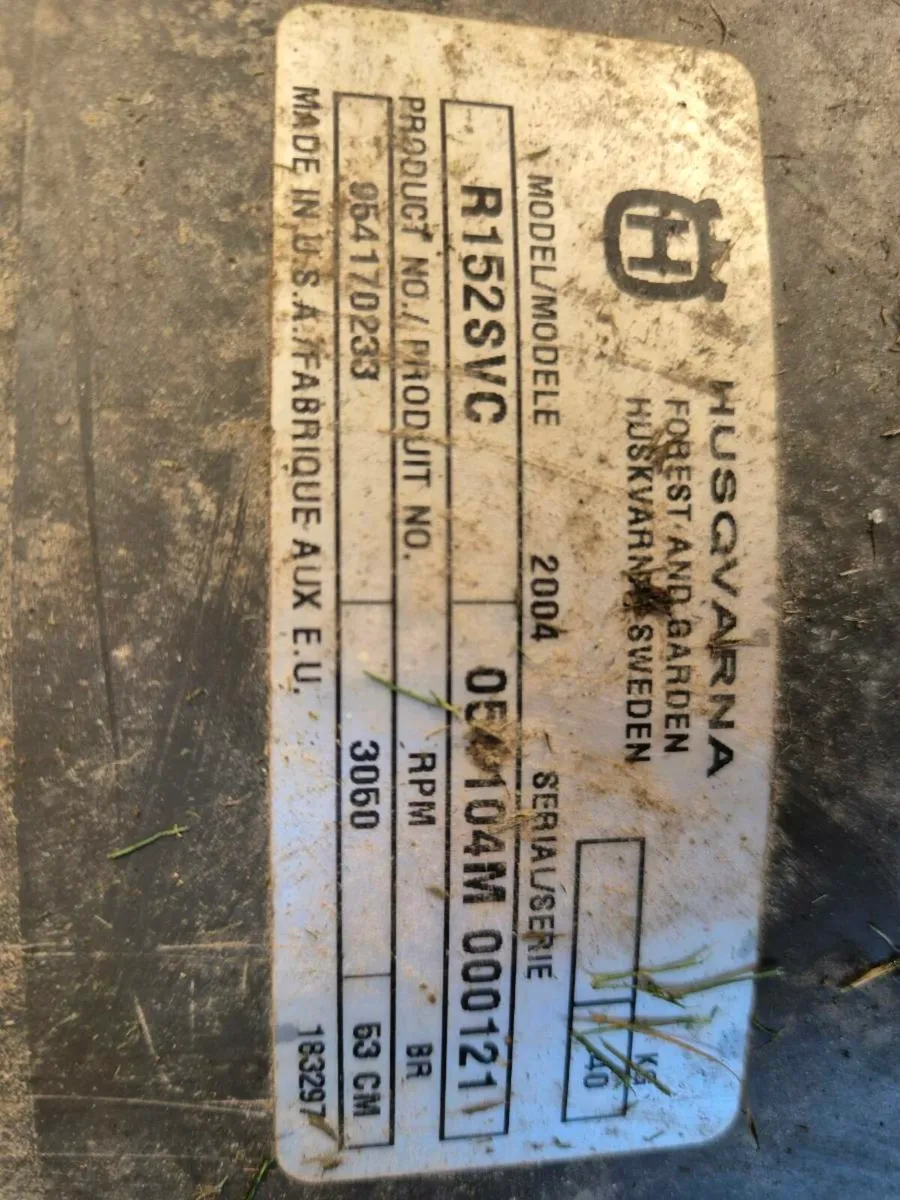 H
HUSQVARNA
FOREST AND GARDEN
HUSKVARNA SWEDEN
KG
40
MODEL/MODELE 2004 SERIAL/SERIE
R152SVC 104M 000121
PRODUCT NO./PRODUIT NO. RPM BR
954170233 3060 53 CM
MADE IN U.S.A./FABRIQUE AUX E.U. 183297